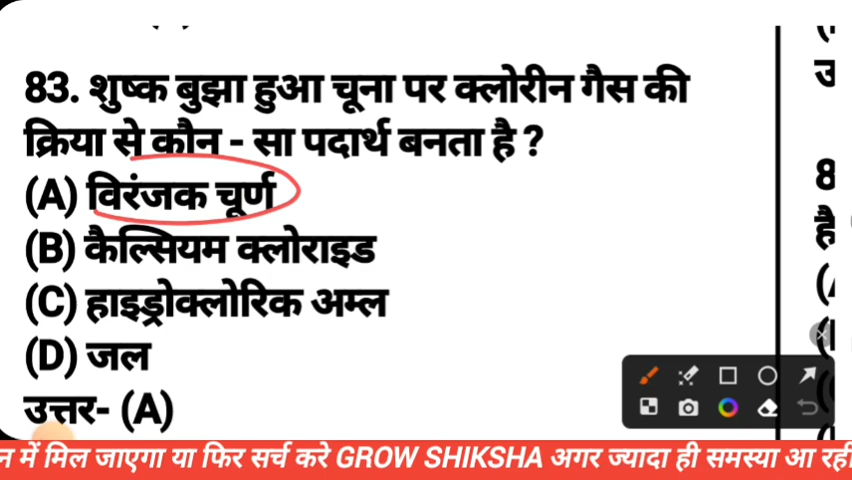 83. शुष्क बुझा हुआ चूना पर क्लोरीन गैस की
क्रिया से कौन - सा पदार्थ बनता है ?
(A) विरंजक चूर्ण
(B) कैल्सियम क्लोराइड
(C) हाइड्रोक्लोरिक अम्ल
(D) जल
उत्तर- (A)
उ
8
है
न में मिल जाएगा या फिर सर्च करे GROW SHIKSHA अगर ज्यादा ही समस्या आ रही